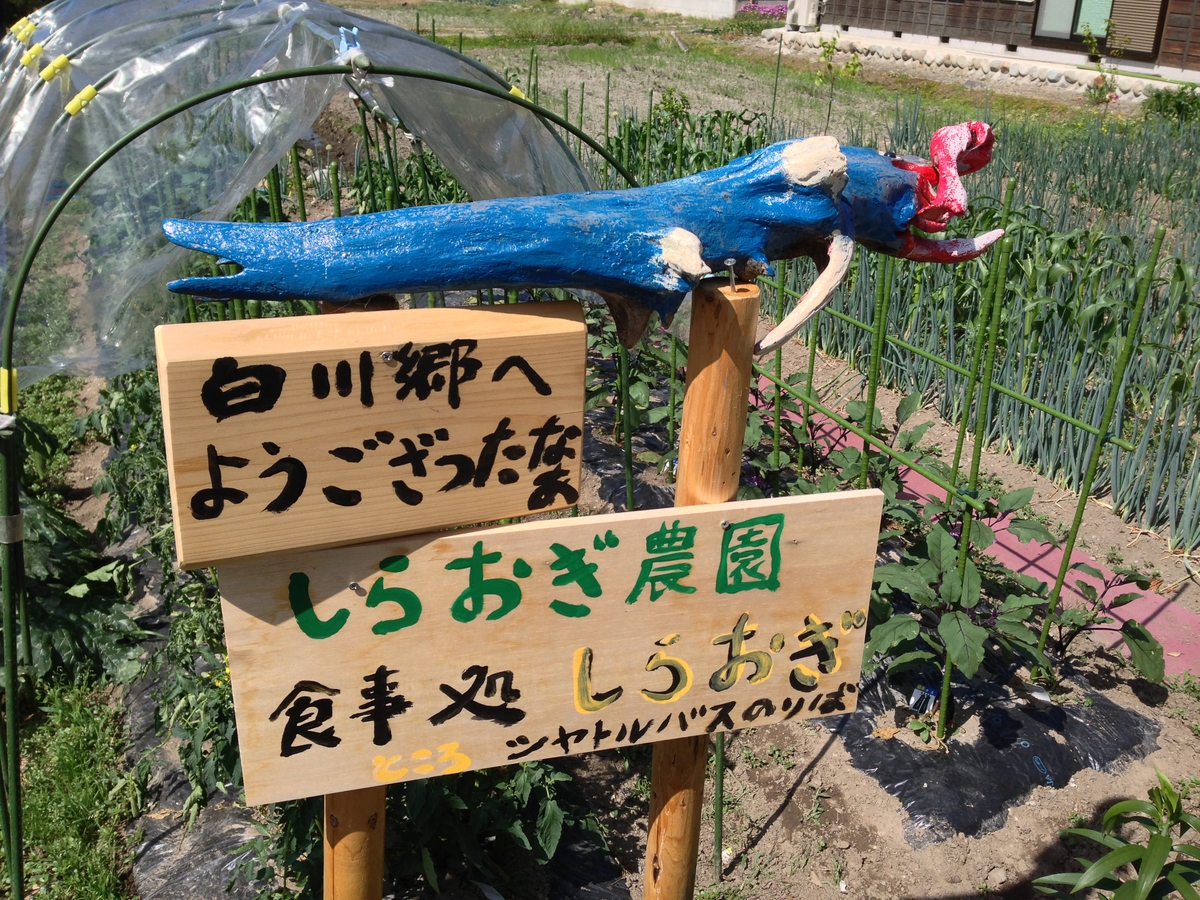 白川郷へ
ようござったなあ
しらおぎ農園
食事処 しらおぎ
ところ シャトルバスのりば